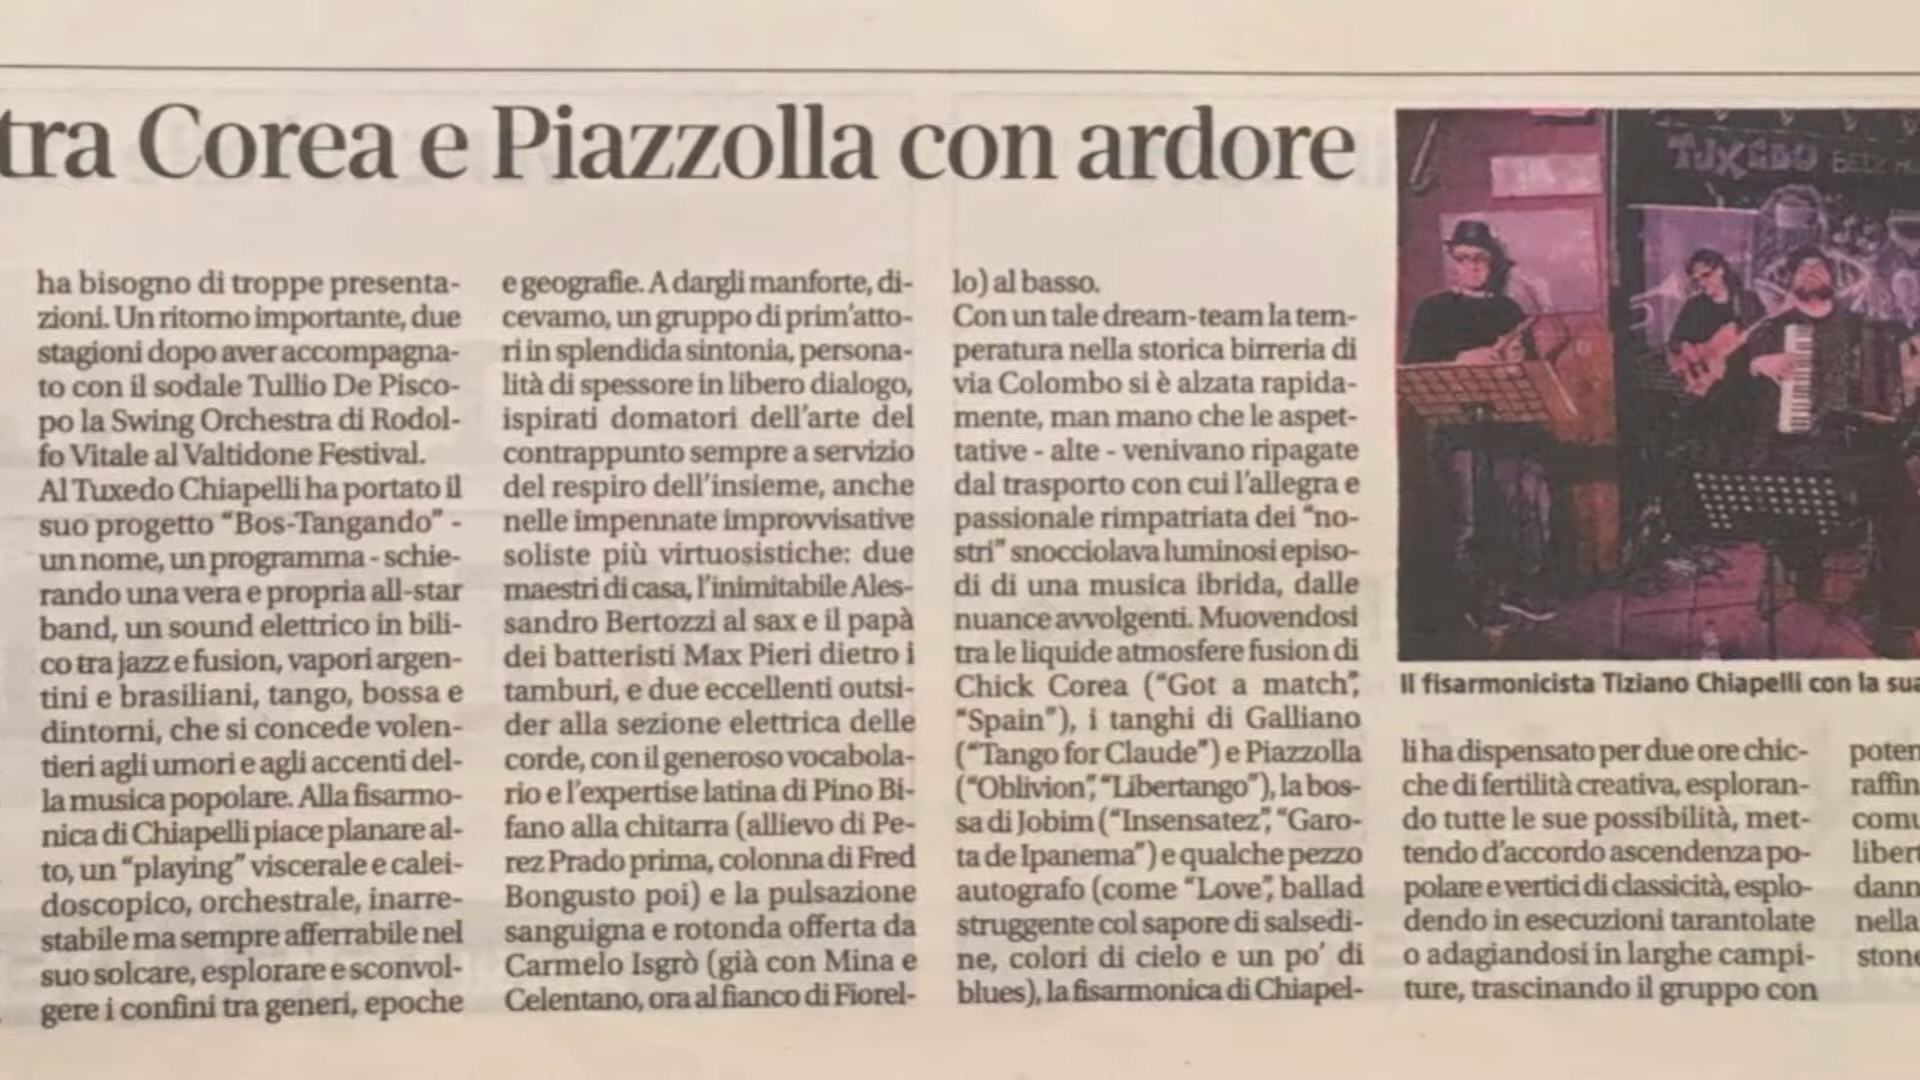 tra Corea e Piazzolla con ardore
ha bisogno di troppe presenta-
zioni. Un ritorno importante, due
stagioni dopo aver accompagna-
to con il sodale Tullio De Pisco-
po la Swing Orchestra di Rodol-
fo Vitale al Valtidone Festival.
Al Tuxedo Chiapelli ha portato il
suo progetto “Bos-Tangando” -
un nome, un programma - schie-
rando una vera e propria all-star
band, un sound elettrico in bili-
co tra jazz e fusion, vapori argen-
tini e brasiliani, tango, bossa e
dintorni, che si concede volen-
tieri agli umori e agli accenti del-
la musica popolare. Alla fisarmo-
nica di Chiapelli piace planare al-
to, un “playing” viscerale e calei-
doscopico, orchestrale, inarre-
stabile ma sempre afferrabile nel
suo solcare, esplorare e sconvol-
gere i confini tra generi, epoche
e geografie. A dargli manforte, di-
cevamo, un gruppo di prim'atto-
ri in splendida sintonia, persona-
lità di spessore in libero dialogo,
ispirati domatori dell'arte del
contrappunto sempre a servizio
del respiro dell'insieme, anche
nelle impennate improvvisative
soliste più virtuosistiche: due
maestri di casa, l'inimitabile Ales-
sandro Bertozzi al sax e il papà
dei batteristi Max Pieri dietro i
tamburi, e due eccellenti outsi-
der alla sezione elettrica delle
corde, con il generoso vocabola-
rio e l'expertise latina di Pino Bi-
fano alla chitarra (allievo di Pe-
rez Prado prima, colonna di Fred
Bongusto poi) e la pulsazione
sanguigna e rotonda offerta da
Carmelo Isgrò (già con Mina e
Celentano, ora al fianco di Fiorel-
lo) al basso.
Con un tale dream-team la tem-
peratura nella storica birreria di
via Colombo si è alzata rapida-
mente, man mano che le aspet-
tative - alte - venivano ripagate
dal trasporto con cui l'allegra e
passionale rimpatriata dei “no-
stri” snocciolava luminosi episo-
di di una musica ibrida, dalle
nuance avvolgenti. Muovendosi
tra le liquide atmosfere fusion di
Chick Corea (“Got a match”,
“Spain”), i tanghi di Galliano
(“Tango for Claude”) e Piazzolla
(“Oblivion”, “Libertango”), la bos-
sa di Jobim (“Insensatez”, “Garo-
ta de Ipanema”) e qualche pezzo
autografo (come “Love”, ballad
struggente col sapore di salsedi-
ne, colori di cielo e un po' di
blues), la fisarmonica di Chiapel-
TUXEDO BEER
Il fisarmonicista Tiziano Chiapelli con la sua
li ha dispensato per due ore chic-
che di fertilità creativa, esploran-
do tutte le sue possibilità, met-
tendo d'accordo ascendenza po-
polare e vertici di classicità, esplo-
dendo in esecuzioni tarantolate
o adagiandosi in larghe campi-
ture, trascinando il gruppo con
poten
raffin
comu
libert
dann
nella
stone